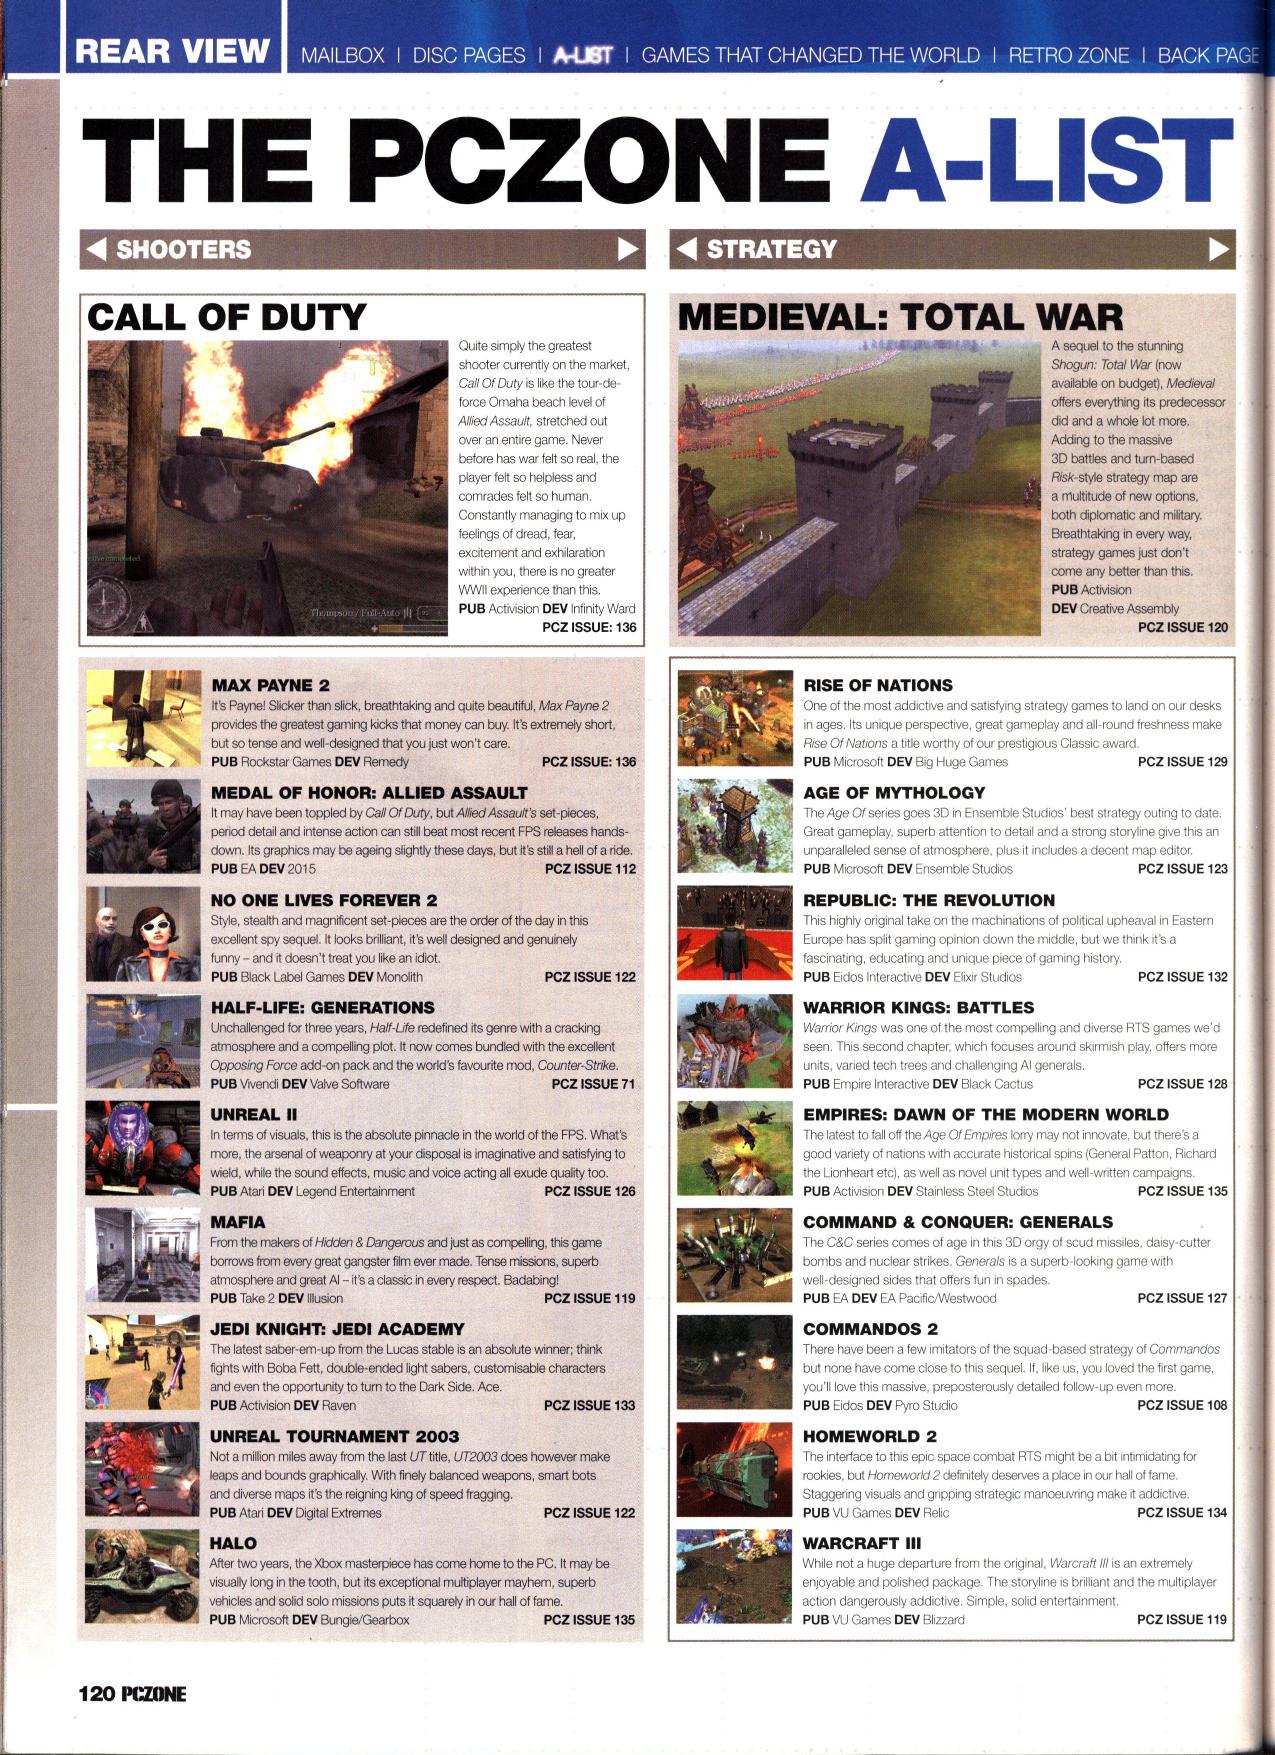 REAR VIEW
MAILBOX | DISC PAGES | A-LIST | GAMES THAT CHANGED THE WORLD | RETRO ZONE | BACK PAGE
THE PCZONE A-LIST
SHOOTERS
CALL OF DUTY
Quite simply the greatest
shooter currently on the market,
Call Of Duty is like the tour-de-
force Omaha beach level of
Allied Assault, stretched out
over an entire game. Never
before has war felt so real, the
player felt so helpless and
comrades felt so human.
Constantly managing to mix up
feelings of dread, fear,
excitement and exhilaration
within you, there is no greater
WWII experience than this.
PUB Activision DEV Infinity Ward
PCZ ISSUE: 136
Thompson / Full-Auto
MAX PAYNE 2
It's Payne! Slicker than slick, breathtaking and quite beautiful, Max Payne 2
provides the greatest gaming kicks that money can buy. It's extremely short,
but so tense and well-designed that you just won't care.
PUB Rockstar Games DEV Remedy PCZ ISSUE: 136
MEDAL OF HONOR: ALLIED ASSAULT
It may have been toppled by Call Of Duty, but Allied Assault's set-pieces,
period detail and intense action can still beat most recent FPS releases hands-
down. Its graphics may be ageing slightly these days, but it's still a hell of a ride.
PUB EA DEV 2015 PCZ ISSUE 112
NO ONE LIVES FOREVER 2
Style, stealth and magnificent set-pieces are the order of the day in this
excellent spy sequel. It looks brilliant, it's well designed and genuinely
funny – and it doesn't treat you like an idiot.
PUB Black Label Games DEV Monolith PCZ ISSUE 122
HALF-LIFE: GENERATIONS
Unchallenged for three years, Half-Life redefined its genre with a cracking
atmosphere and a compelling plot. It now comes bundled with the excellent
Opposing Force add-on pack and the world's favourite mod, Counter-Strike.
PUB Vivendi DEV Valve Software PCZ ISSUE 71
UNREAL II
In terms of visuals, this is the absolute pinnacle in the world of the FPS. What's
more, the arsenal of weaponry at your disposal is imaginative and satisfying to
wield, while the sound effects, music and voice acting all exude quality too.
PUB Atari DEV Legend Entertainment PCZ ISSUE 126
MAFIA
From the makers of Hidden & Dangerous and just as compelling, this game
borrows from every great gangster film ever made. Tense missions, superb
atmosphere and great AI – it's a classic in every respect. Badabing!
PUB Take 2 DEV Illusion PCZ ISSUE 119
JEDI KNIGHT: JEDI ACADEMY
The latest saber-em-up from the Lucas stable is an absolute winner; think
fights with Boba Fett, double-ended light sabers, customisable characters
and even the opportunity to turn to the Dark Side. Ace.
PUB Activision DEV Raven PCZ ISSUE 133
UNREAL TOURNAMENT 2003
Not a million miles away from the last UT title, UT2003 does however make
leaps and bounds graphically. With finely balanced weapons, smart bots
and diverse maps it's the reigning king of speed fragging.
PUB Atari DEV Digital Extremes PCZ ISSUE 122
HALO
After two years, the Xbox masterpiece has come home to the PC. It may be
visually long in the tooth, but its exceptional multiplayer mayhem, superb
vehicles and solid solo missions puts it squarely in our hall of fame.
PUB Microsoft DEV Bungie/Gearbox PCZ ISSUE 135
STRATEGY
MEDIEVAL: TOTAL WAR
A sequel to the stunning
Shogun: Total War (now
available on budget), Medieval
offers everything its predecessor
did and a whole lot more.
Adding to the massive
3D battles and turn-based
Risk-style strategy map are
a multitude of new options,
both diplomatic and military.
Breathtaking in every way,
strategy games just don't
come any better than this.
PUB Activision
DEV Creative Assembly
PCZ ISSUE 120
RISE OF NATIONS
One of the most addictive and satisfying strategy games to land on our desks
in ages. Its unique perspective, great gameplay and all-round freshness make
Rise Of Nations a title worthy of our prestigious Classic award.
PUB Microsoft DEV Big Huge Games PCZ ISSUE 129
AGE OF MYTHOLOGY
The Age Of series goes 3D in Ensemble Studios' best strategy outing to date.
Great gameplay, superb attention to detail and a strong storyline give this an
unparalleled sense of atmosphere, plus it includes a decent map editor.
PUB Microsoft DEV Ensemble Studios PCZ ISSUE 123
REPUBLIC: THE REVOLUTION
This highly original take on the machinations of political upheaval in Eastern
Europe has split gaming opinion down the middle, but we think it's a
fascinating, educating and unique piece of gaming history.
PUB Eidos Interactive DEV Elixir Studios PCZ ISSUE 132
WARRIOR KINGS: BATTLES
Warrior Kings was one of the most compelling and diverse RTS games we'd
seen. This second chapter, which focuses around skirmish play, offers more
units, varied tech trees and challenging AI generals.
PUB Empire Interactive DEV Black Cactus PCZ ISSUE 128
EMPIRES: DAWN OF THE MODERN WORLD
The latest to fall off the Age Of Empires lorry may not innovate, but there's a
good variety of nations with accurate historical spins (General Patton, Richard
the Lionheart etc), as well as novel unit types and well-written campaigns.
PUB Activision DEV Stainless Steel Studios PCZ ISSUE 135
COMMAND & CONQUER: GENERALS
The C&C series comes of age in this 3D orgy of scud missiles, daisy-cutter
bombs and nuclear strikes. Generals is a superb-looking game with
well-designed sides that offers fun in spades.
PUB EA DEV EA Pacific/Westwood PCZ ISSUE 127
COMMANDOS 2
There have been a few imitators of the squad-based strategy of Commandos
but none have come close to this sequel. If, like us, you loved the first game,
you'll love this massive, preposterously detailed follow-up even more.
PUB Eidos DEV Pyro Studio PCZ ISSUE 108
HOMEWORLD 2
The interface to this epic space combat RTS might be a bit intimidating for
rookies, but Homeworld 2 definitely deserves a place in our hall of fame.
Staggering visuals and gripping strategic manoeuvring make it addictive.
PUB VU Games DEV Relic PCZ ISSUE 134
WARCRAFT III
While not a huge departure from the original, Warcraft III is an extremely
enjoyable and polished package. The storyline is brilliant and the multiplayer
action dangerously addictive. Simple, solid entertainment.
PUB VU Games DEV Blizzard PCZ ISSUE 119
120 PCZONE